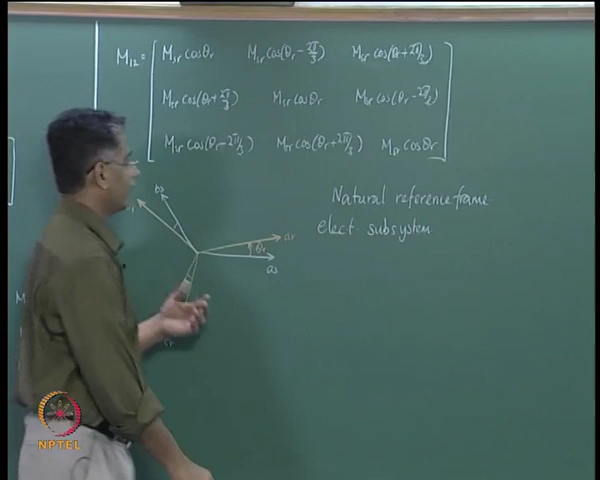 M₁₂ =
Msr cosθr Msr cos(θr − 2π/3) Msr cos(θr + 2π/3)
Msr cos(θr + 2π/3) Msr cosθr Msr cos(θr − 2π/3)
Msr cos(θr − 2π/3) Msr cos(θr + 2π/3) Msr cosθr
bs
Natural reference frame
elect. subsystem
ar
θr
as
NPTEL